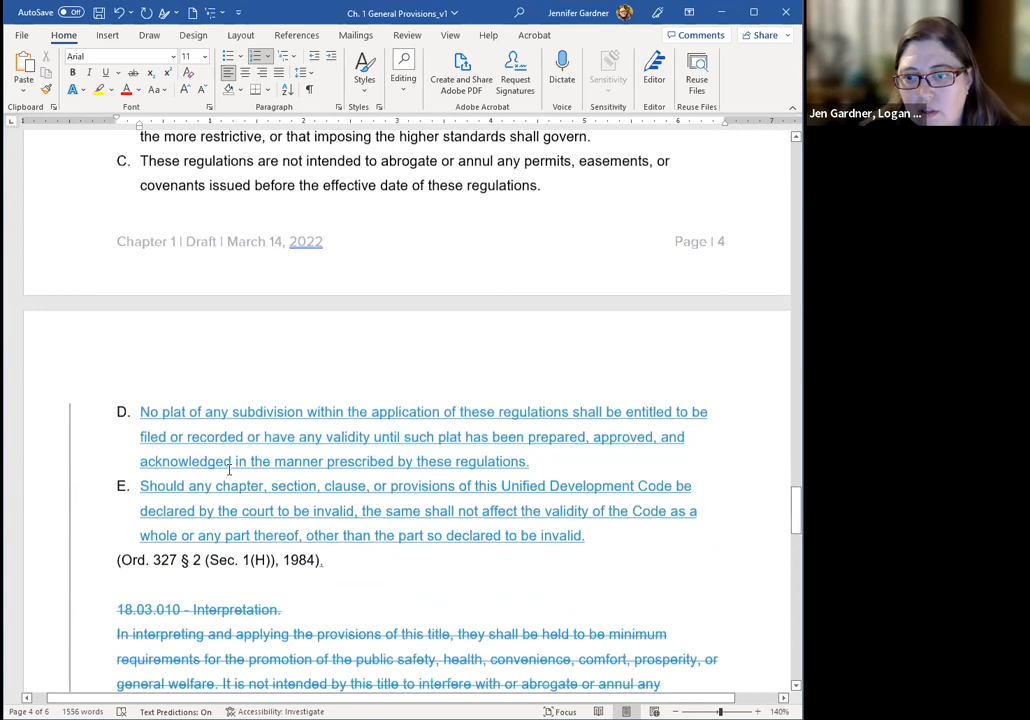 AutoSave Off Ch. 1 General Provisions_v1 Jennifer Gardner
File Home Insert Draw Design Layout References Mailings Review View Help Acrobat Comments Share
Arial 11
Paste Styles Editing Create and Share Adobe PDF Request Signatures Dictate Sensitivity Editor Reuse Files
Clipboard Font Paragraph Styles Adobe Acrobat Voice Sensitivity Editor Reuse Files
Jen Gardner, Logan ...
the more restrictive, or that imposing the higher standards shall govern.
C. These regulations are not intended to abrogate or annul any permits, easements, or
covenants issued before the effective date of these regulations.
Chapter 1 | Draft | March 14, 2022 Page | 4
D. No plat of any subdivision within the application of these regulations shall be entitled to be
filed or recorded or have any validity until such plat has been prepared, approved, and
acknowledged in the manner prescribed by these regulations.
E. Should any chapter, section, clause, or provisions of this Unified Development Code be
declared by the court to be invalid, the same shall not affect the validity of the Code as a
whole or any part thereof, other than the part so declared to be invalid.
(Ord. 327 § 2 (Sec. 1(H)), 1984).
18.03.010 - Interpretation.
In interpreting and applying the provisions of this title, they shall be held to be minimum
requirements for the promotion of the public safety, health, convenience, comfort, prosperity, or
general welfare. It is not intended by this title to interfere with or abrogate or annul any
Page 4 of 6 1556 words Text Predictions: On Accessibility: Investigate Focus 140%